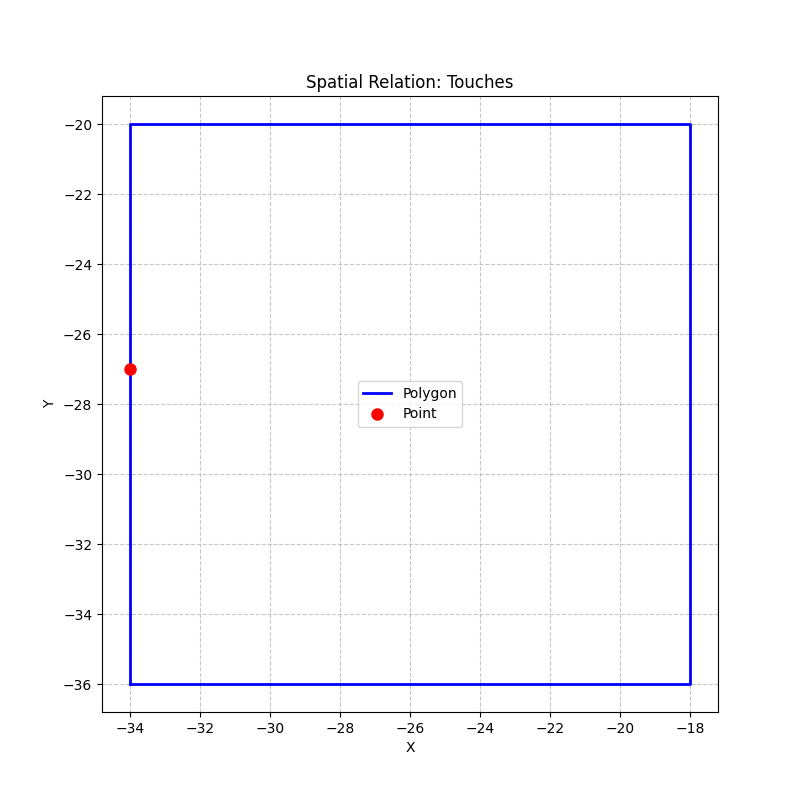 Spatial Relation: Touches
−20
−22
−24
−26
−28
−30
−32
−34
−36
Y
Polygon
Point
−34 −32 −30 −28 −26 −24 −22 −20 −18
X